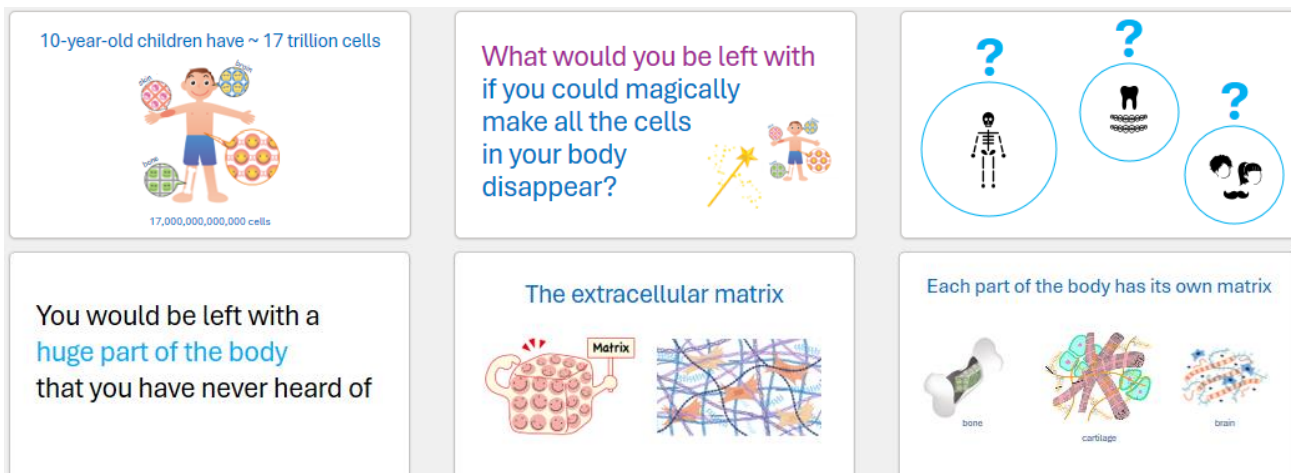 10-year-old children have ~ 17 trillion cells
skin
brain
bone
17,000,000,000,000 cells
What would you be left with
if you could magically
make all the cells
in your body
disappear?
?
?
?
You would be left with a
huge part of the body
that you have never heard of
The extracellular matrix
Matrix
Each part of the body has its own matrix
bone
cartilage
brain